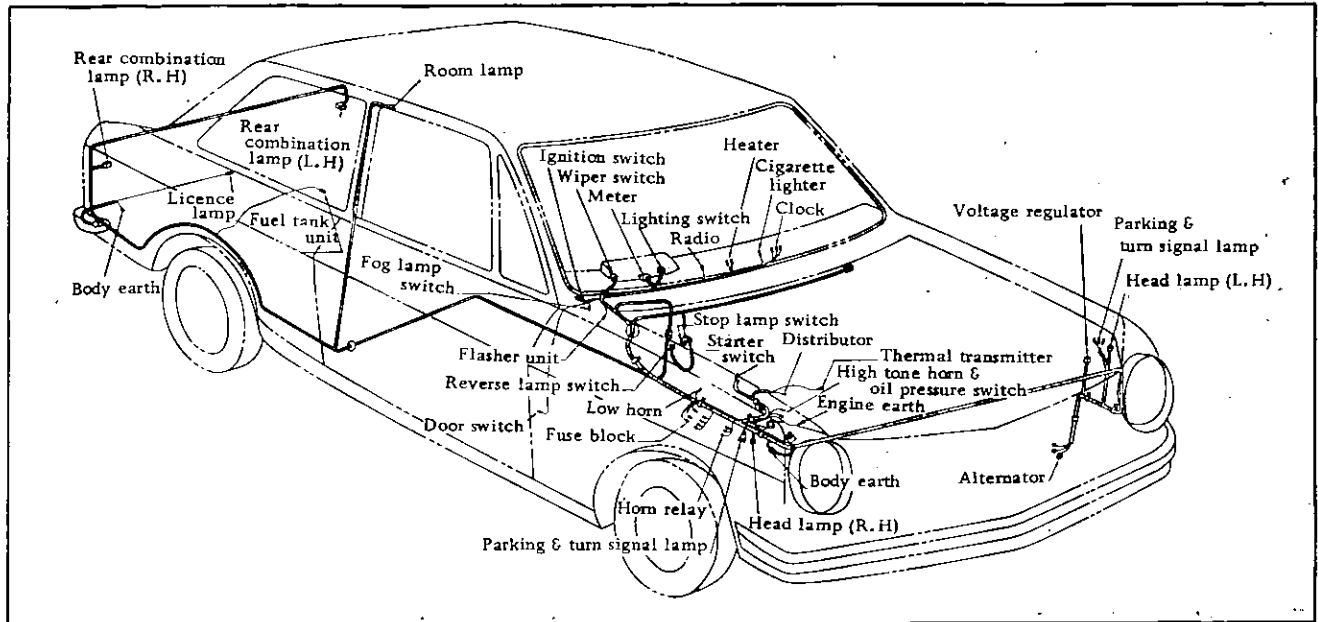 Rear combination
lamp (R. H)
Room lamp
Rear
combination
lamp (L. H)
Ignition switch
Wiper switch
Meter
Lighting switch
Radio
Heater
Cigarette
lighter
Clock
Voltage regulator
Parking &
turn signal lamp
Head lamp (L. H)
Licence
lamp
Fuel tank
unit
Body earth
Fog lamp
switch
Stop lamp switch
Starter
switch
Distributor
Flasher unit
Thermal transmitter
Reverse lamp switch
High tone horn &
oil pressure switch
Low horn
Engine earth
Door switch
Fuse block
Body earth
Alternator
Horn relay
Head lamp (R. H)
Parking & turn signal lamp